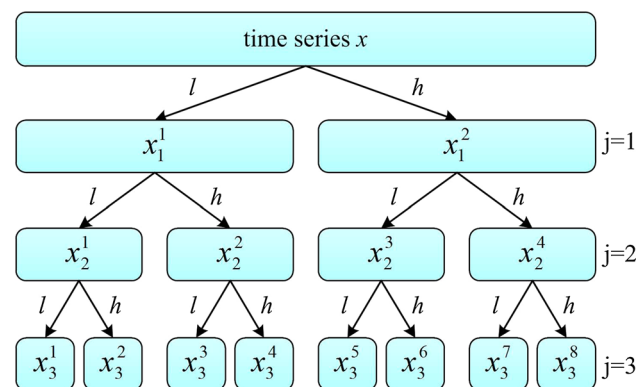 time series x
l h
x₁¹ x₁² j=1
l h l h
x₂¹ x₂² x₂³ x₂⁴ j=2
l h l h l h l h
x₃¹ x₃² x₃³ x₃⁴ x₃⁵ x₃⁶ x₃⁷ x₃⁸ j=3